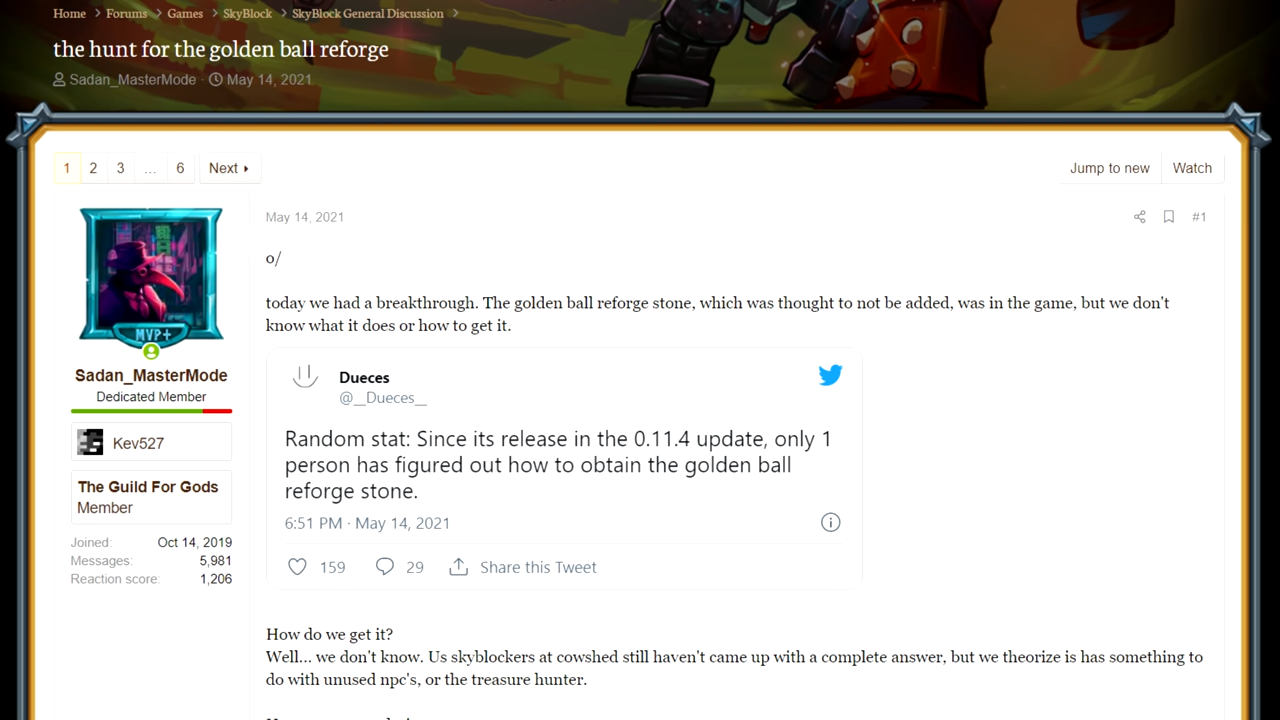 Home > Forums > Games > SkyBlock > SkyBlock General Discussion >
the hunt for the golden ball reforge
Sadan_MasterMode · May 14, 2021
1 2 3 ... 6 Next
Jump to new Watch
May 14, 2021 #1
o/
today we had a breakthrough. The golden ball reforge stone, which was thought to not be added, was in the game, but we don't
know what it does or how to get it.
MVP+
Sadan_MasterMode
Dedicated Member
Kev527
The Guild For Gods
Member
Joined: Oct 14, 2019
Messages: 5,981
Reaction score: 1,206
Dueces
@__Dueces__
Random stat: Since its release in the 0.11.4 update, only 1
person has figured out how to obtain the golden ball
reforge stone.
6:51 PM · May 14, 2021
159 29 Share this Tweet
How do we get it?
Well... we don't know. Us skyblockers at cowshed still haven't came up with a complete answer, but we theorize is has something to
do with unused npc's, or the treasure hunter.